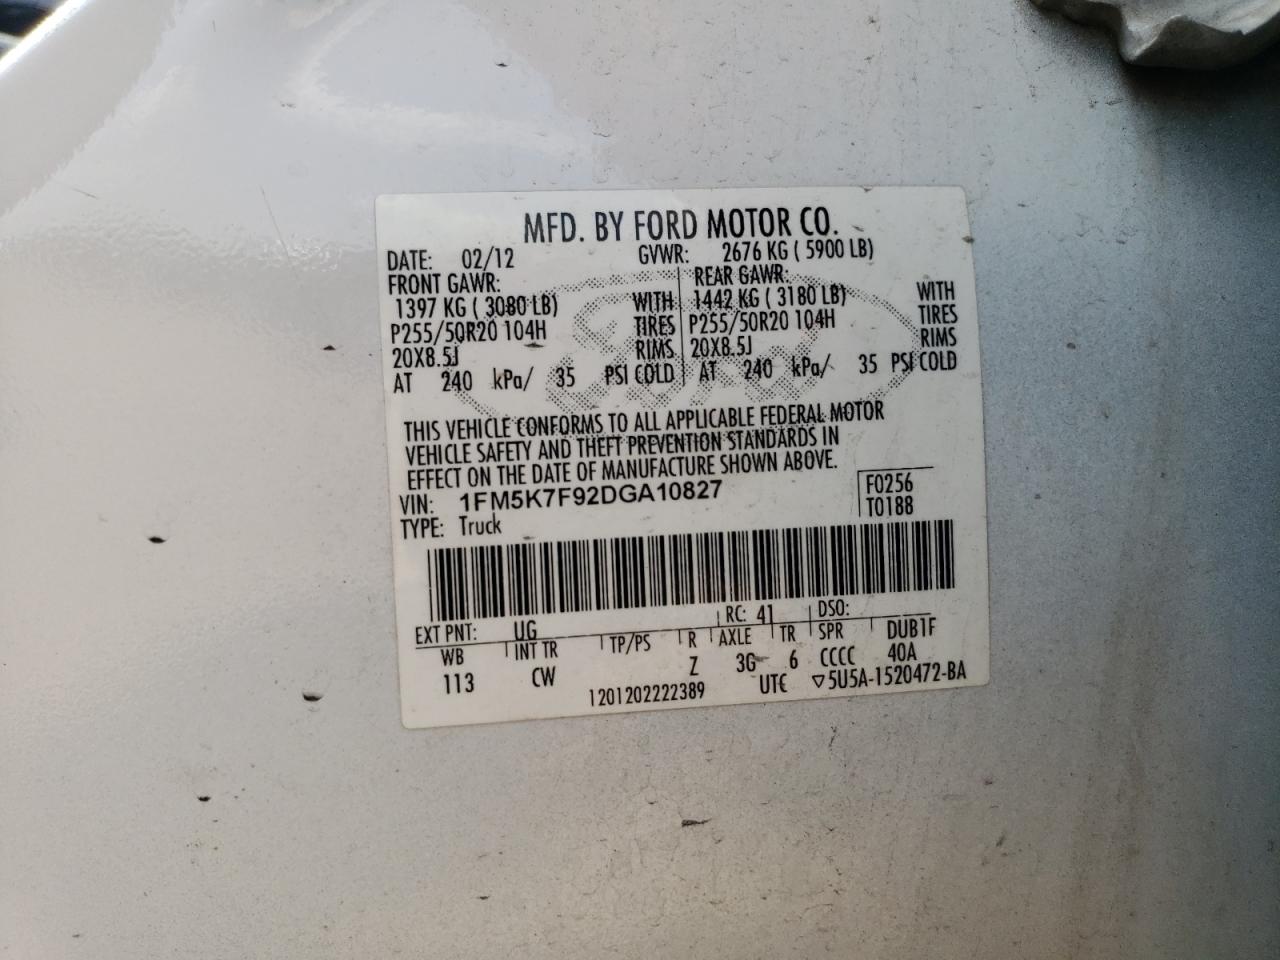 MFD. BY FORD MOTOR CO.
DATE: 02/12 GVWR: 2676 KG ( 5900 LB)
FRONT GAWR: REAR GAWR:
1397 KG ( 3080 LB) WITH 1442 KG ( 3180 LB) WITH
P255/50R20 104H TIRES P255/50R20 104H TIRES
20X8.5J RIMS 20X8.5J RIMS
AT 240 kPa/ 35 PSI COLD AT 240 kPa/ 35 PSI COLD
THIS VEHICLE CONFORMS TO ALL APPLICABLE FEDERAL MOTOR
VEHICLE SAFETY AND THEFT PREVENTION STANDARDS IN
EFFECT ON THE DATE OF MANUFACTURE SHOWN ABOVE.
VIN: 1FM5K7F92DGA10827 F0256
TYPE: Truck T0188
EXT PNT: UG RC: 41 DSO:
WB INT TR TP/PS R AXLE TR SPR DUB1F
113 CW Z 3G 6 CCCC 40A
1201202222389 UTC ▽5U5A-1520472-BA